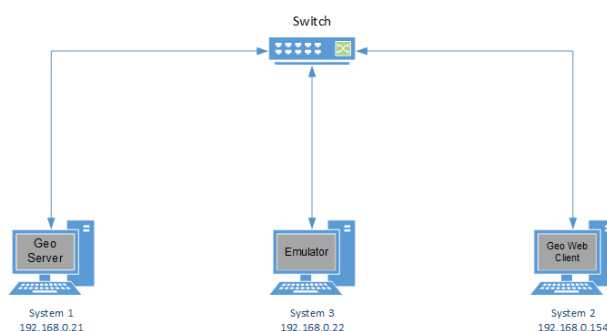 Switch
Geo
Server
Emulator
Geo Web
Client
System 1
192.168.0.21
System 3
192.168.0.22
System 2
192.168.0.154